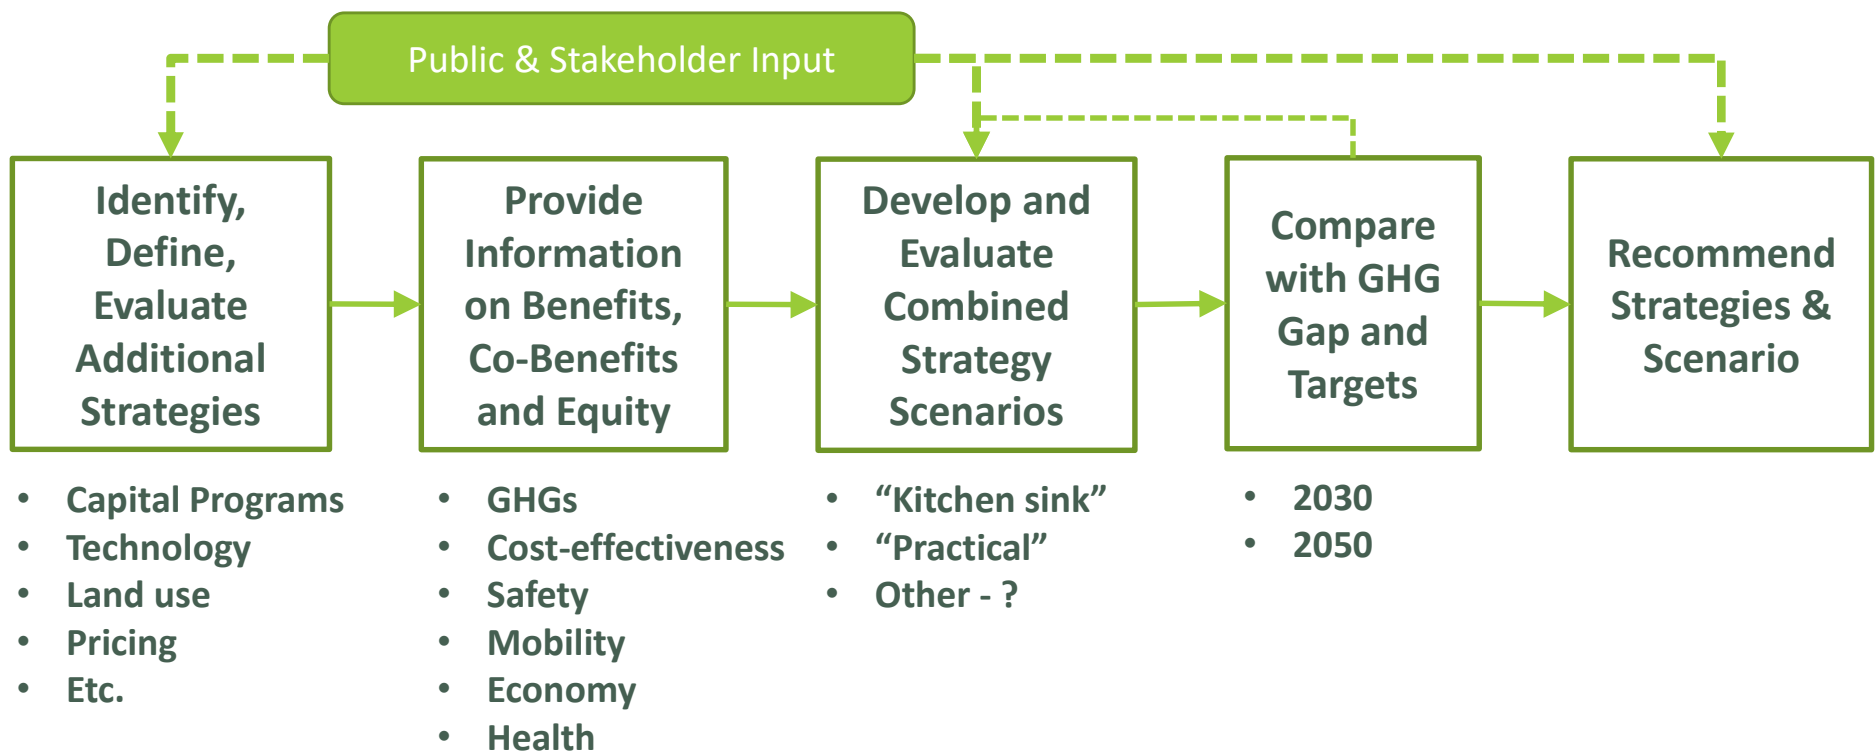 Public & Stakeholder Input
Identify,
Define,
Evaluate
Additional
Strategies
Provide
Information
on Benefits,
Co-Benefits
and Equity
Develop and
Evaluate
Combined
Strategy
Scenarios
Compare
with GHG
Gap and
Targets
Recommend
Strategies &
Scenario
• Capital Programs
• Technology
• Land use
• Pricing
• Etc.
• GHGs
• Cost-effectiveness
• Safety
• Mobility
• Economy
• Health
• “Kitchen sink”
• “Practical”
• Other - ?
• 2030
• 2050